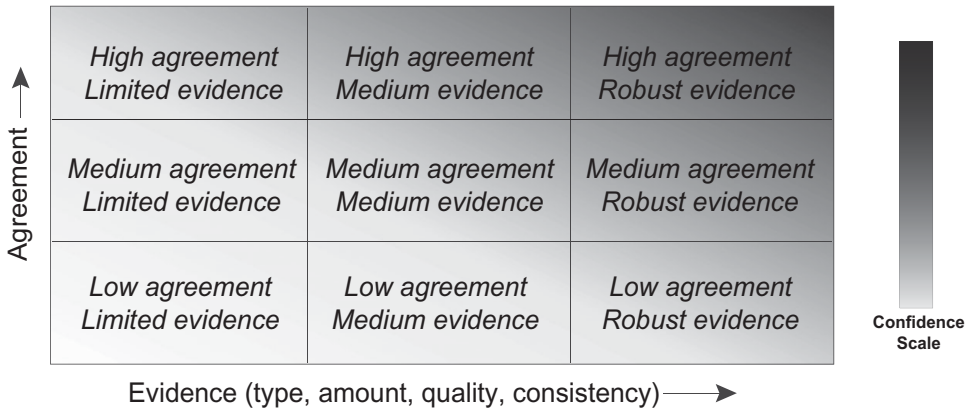 High agreement
Limited evidence
High agreement
Medium evidence
High agreement
Robust evidence
Medium agreement
Limited evidence
Medium agreement
Medium evidence
Medium agreement
Robust evidence
Low agreement
Limited evidence
Low agreement
Medium evidence
Low agreement
Robust evidence
Agreement
Evidence (type, amount, quality, consistency)
Confidence
Scale